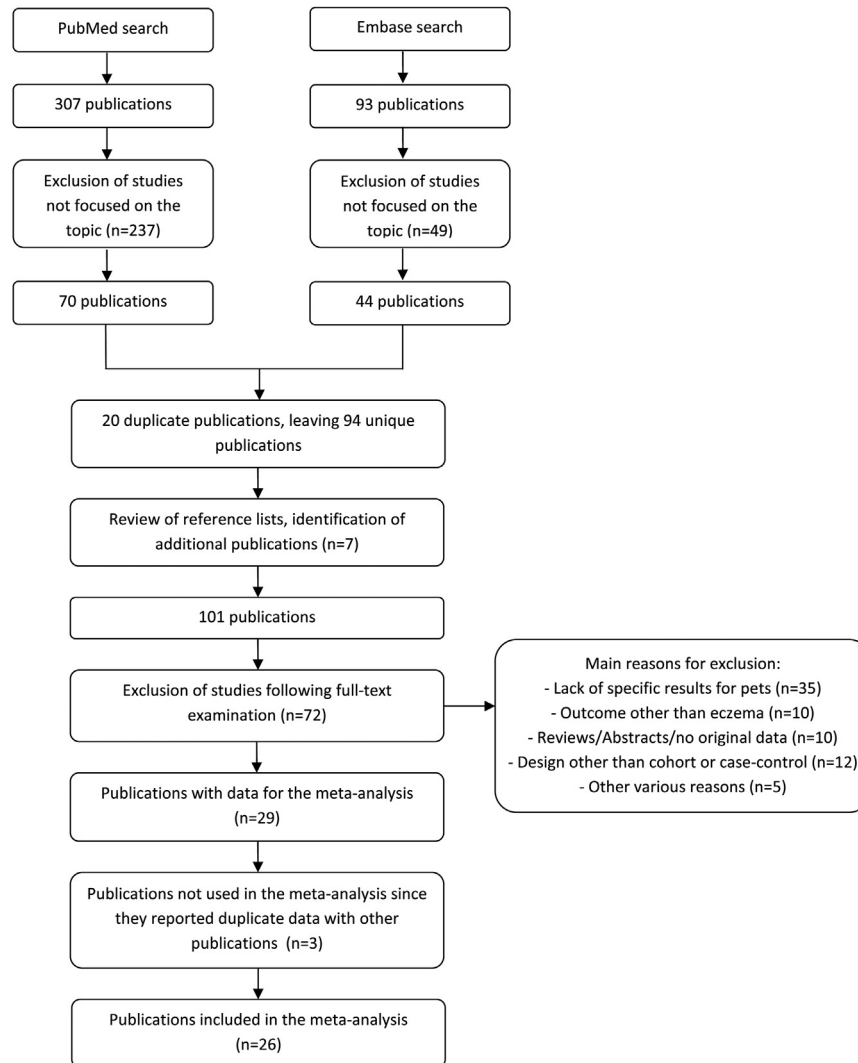 PubMed search
Embase search
307 publications
93 publications
Exclusion of studies
not focused on the
topic (n=237)
Exclusion of studies
not focused on the
topic (n=49)
70 publications
44 publications
20 duplicate publications, leaving 94 unique
publications
Review of reference lists, identification of
additional publications (n=7)
101 publications
Exclusion of studies following full-text
examination (n=72)
Main reasons for exclusion:
- Lack of specific results for pets (n=35)
- Outcome other than eczema (n=10)
- Reviews/Abstracts/no original data (n=10)
- Design other than cohort or case-control (n=12)
- Other various reasons (n=5)
Publications with data for the meta-analysis
(n=29)
Publications not used in the meta-analysis since
they reported duplicate data with other
publications (n=3)
Publications included in the meta-analysis
(n=26)